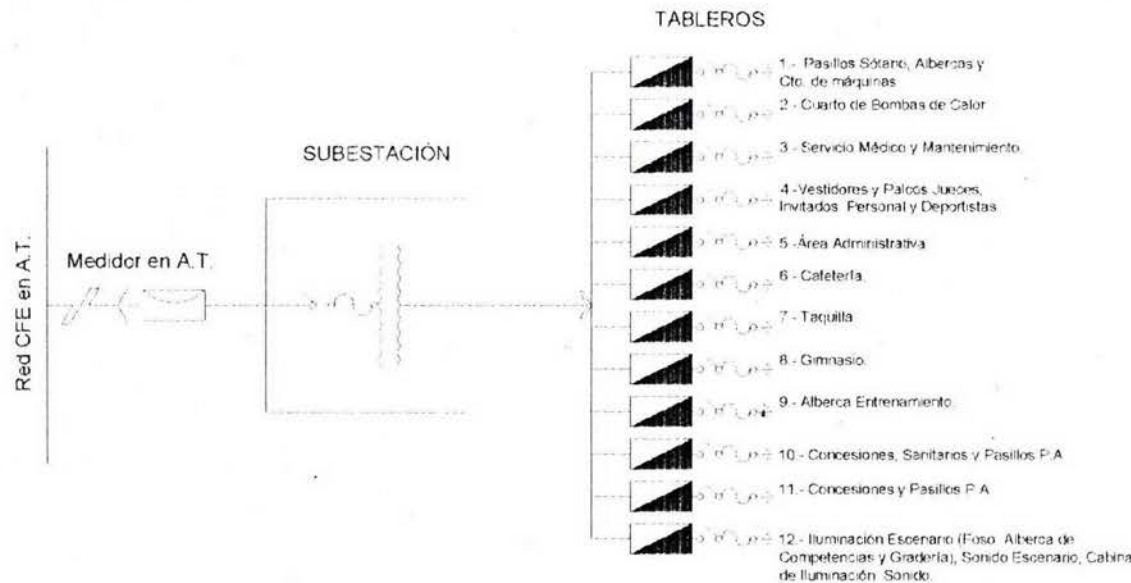 TABLEROS
1.- Pasillos Sótano, Albercas y
Cto. de máquinas
2 - Cuarto de Bombas de Calor
3 - Servicio Médico y Mantenimiento
4 -Vestidores y Palcos Jueces,
Invitados Personal y Deportistas
5 -Área Administrativa
6 - Cafetería.
7 - Taquilla
8 - Gimnasio.
9 - Alberca Entrenamiento.
10 - Concesiones, Sanitarios y Pasillos P.A
11.- Concesiones y Pasillos P.A
12.- Iluminación Escenario (Foso Alberca de
Competencias y Gradería), Sonido Escenario, Cabina
de Iluminación Sonido.
SUBESTACIÓN
Medidor en A.T.
Red CFE en A.T.